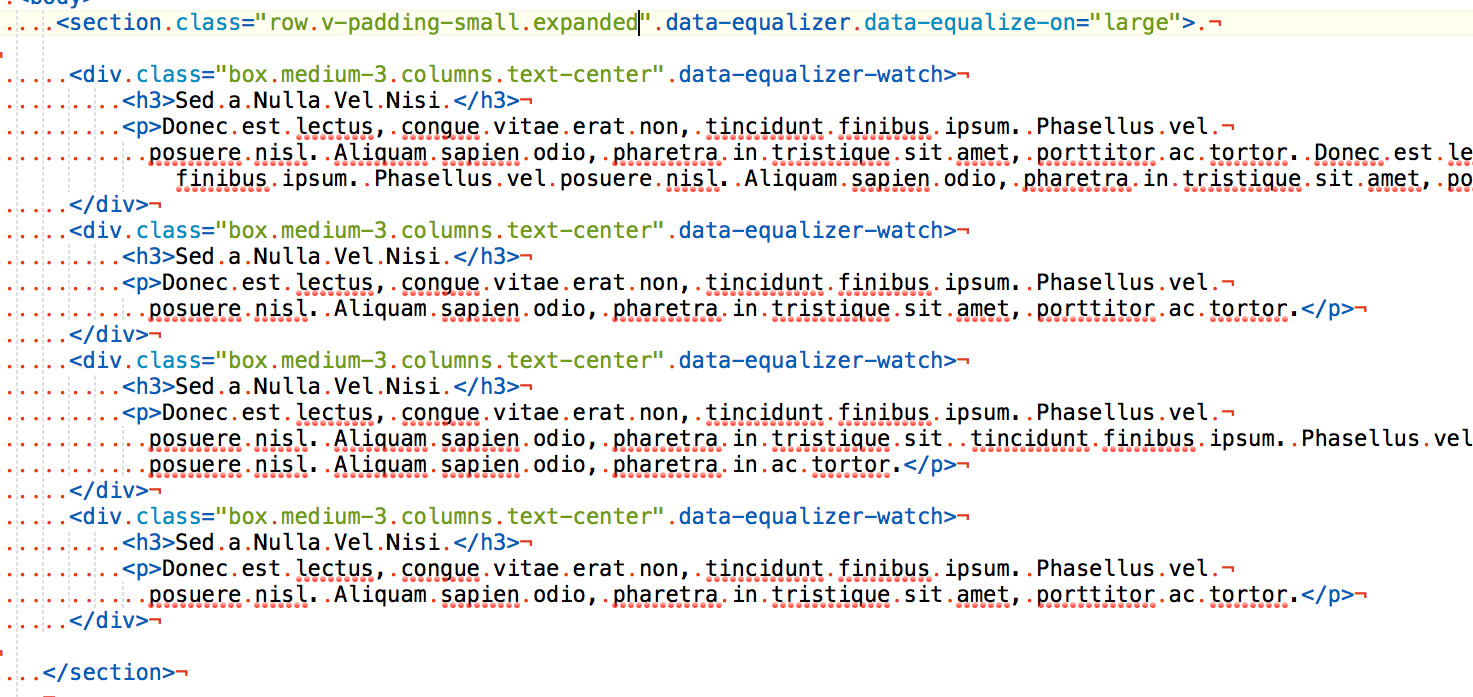 <body>
<section class="row v-padding-small expanded" data-equalizer data-equalize-on="large">
<div class="box medium-3 columns text-center" data-equalizer-watch>
<h3>Sed a Nulla Vel Nisi </h3>
<p>Donec est lectus, congue vitae erat non, tincidunt finibus ipsum. Phasellus vel
posuere nisl. Aliquam sapien odio, pharetra in tristique sit amet, porttitor ac tortor. Donec est le
finibus ipsum. Phasellus vel posuere nisl. Aliquam sapien odio, pharetra in tristique sit amet, po
</div>
<div class="box medium-3 columns text-center" data-equalizer-watch>
<h3>Sed a Nulla Vel Nisi </h3>
<p>Donec est lectus, congue vitae erat non, tincidunt finibus ipsum. Phasellus vel
posuere nisl. Aliquam sapien odio, pharetra in tristique sit amet, porttitor ac tortor.</p>
</div>
<div class="box medium-3 columns text-center" data-equalizer-watch>
<h3>Sed a Nulla Vel Nisi </h3>
<p>Donec est lectus, congue vitae erat non, tincidunt finibus ipsum. Phasellus vel
posuere nisl. Aliquam sapien odio, pharetra in tristique sit  tincidunt finibus ipsum. Phasellus vel
posuere nisl. Aliquam sapien odio, pharetra in ac tortor.</p>
</div>
<div class="box medium-3 columns text-center" data-equalizer-watch>
<h3>Sed a Nulla Vel Nisi </h3>
<p>Donec est lectus, congue vitae erat non, tincidunt finibus ipsum. Phasellus vel
posuere nisl. Aliquam sapien odio, pharetra in tristique sit amet, porttitor ac tortor.</p>
</div>
</section>